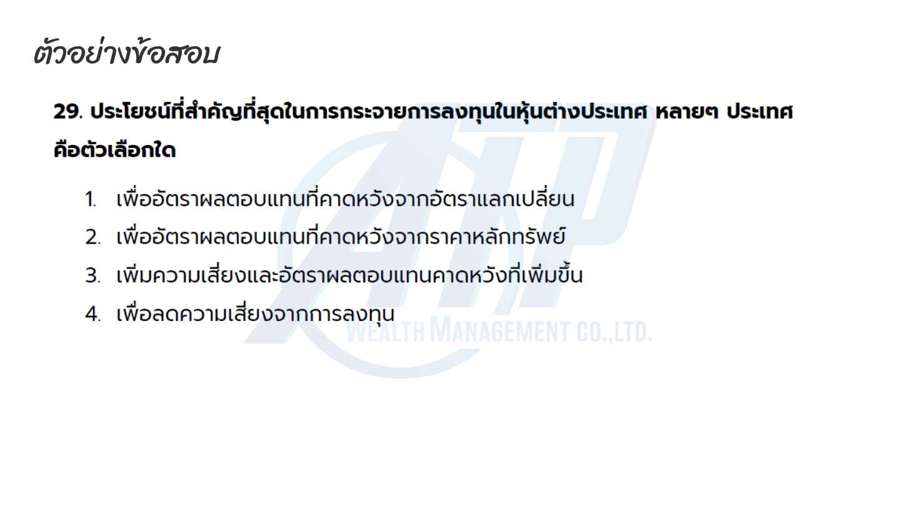 ตัวอย่างข้อสอบ
29. ประโยชน์ที่สำคัญที่สุดในการกระจายการลงทุนในหุ้นต่างประเทศ หลายๆ ประเทศ
คือตัวเลือกใด
1. เพื่ออัตราผลตอบแทนที่คาดหวังจากอัตราแลกเปลี่ยน
2. เพื่ออัตราผลตอบแทนที่คาดหวังจากราคาหลักทรัพย์
3. เพิ่มความเสี่ยงและอัตราผลตอบแทนคาดหวังที่เพิ่มขึ้น
4. เพื่อลดความเสี่ยงจากการลงทุน
ATP
WEALTH MANAGEMENT CO.,LTD.